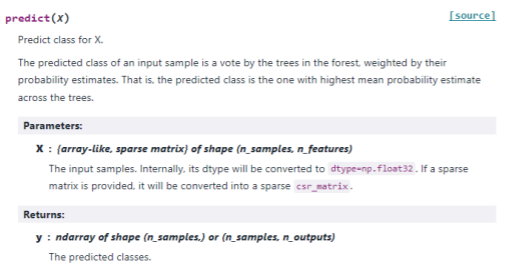 predict(X) [source]
Predict class for X.
The predicted class of an input sample is a vote by the trees in the forest, weighted by their
probability estimates. That is, the predicted class is the one with highest mean probability estimate
across the trees.
Parameters:
X : {array-like, sparse matrix} of shape (n_samples, n_features)
The input samples. Internally, its dtype will be converted to dtype=np.float32. If a sparse
matrix is provided, it will be converted into a sparse csr_matrix.
Returns:
y : ndarray of shape (n_samples,) or (n_samples, n_outputs)
The predicted classes.